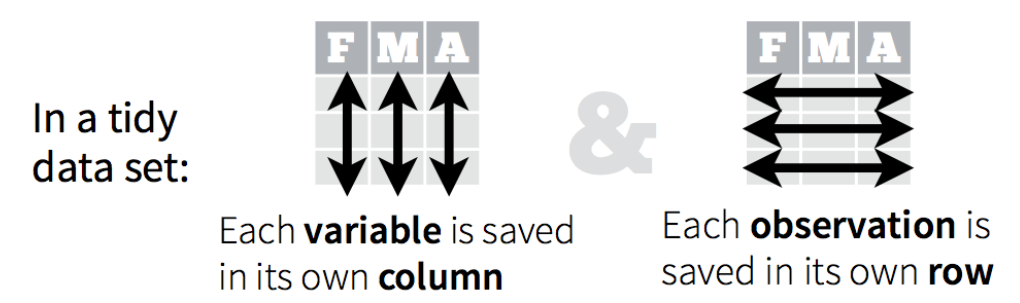 In a tidy
data set:
F M A
Each variable is saved
in its own column
&
F M A
Each observation is
saved in its own row